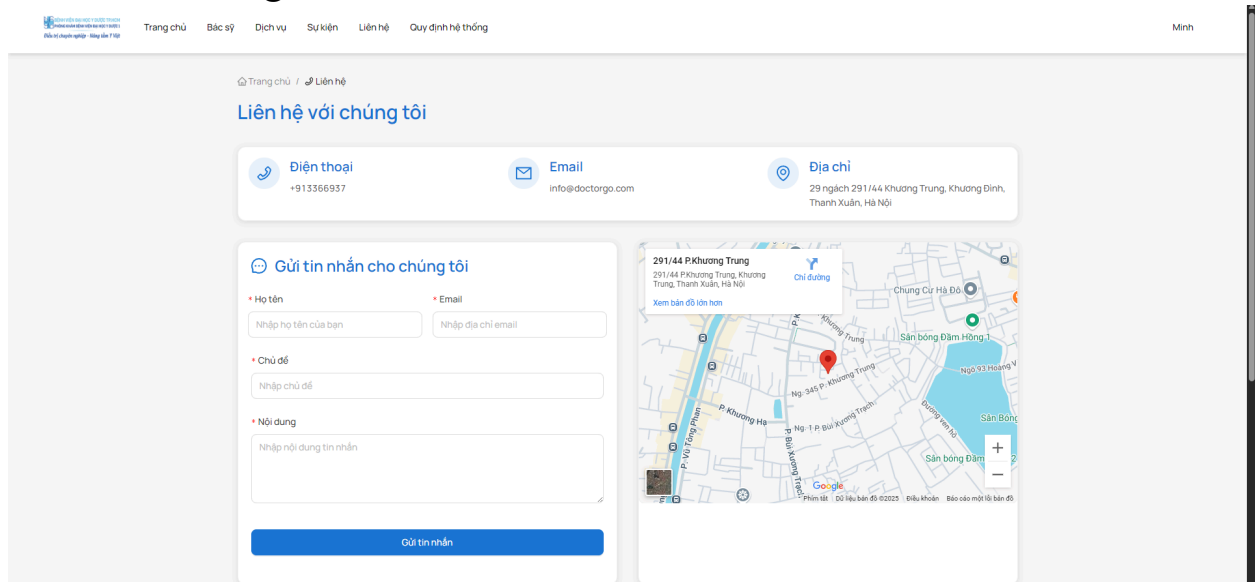 Trang chủ Bác sỹ Dịch vụ Sự kiện Liên hệ Quy định hệ thống Minh
Trang chủ / Liên hệ
Liên hệ với chúng tôi
Điện thoại
+913366937
Email
info@doctorgo.com
Địa chỉ
29 ngách 291/44 Khương Trung, Khương Đình,
Thanh Xuân, Hà Nội
Gửi tin nhắn cho chúng tôi
* Họ tên
Nhập họ tên của bạn
* Email
Nhập địa chỉ email
* Chủ đề
Nhập chủ đề
* Nội dung
Nhập nội dung tin nhắn
Gửi tin nhắn
291/44 P.Khương Trung
291/44 P.Khương Trung, Khương
Trung, Thanh Xuân, Hà Nội
Chỉ đường
Xem bản đồ lớn hơn
Chung Cư Hà Đô
Khương Trung
Sân bóng Đầm Hồng 1
Ng. 345 P. Khương Trung
Ngõ 93 Hoàng V
P. Khương Hạ
Ng. 1 P. Bùi Xương Trạch
Đường ven hồ
Sân Bóng
P. Vũ Tông Phan
P. Bùi Xương Trạch
Sân bóng Đầm
Google
Phím tắt Dữ liệu bản đồ ©2025 Điều khoản Báo cáo một lỗi bản đồ